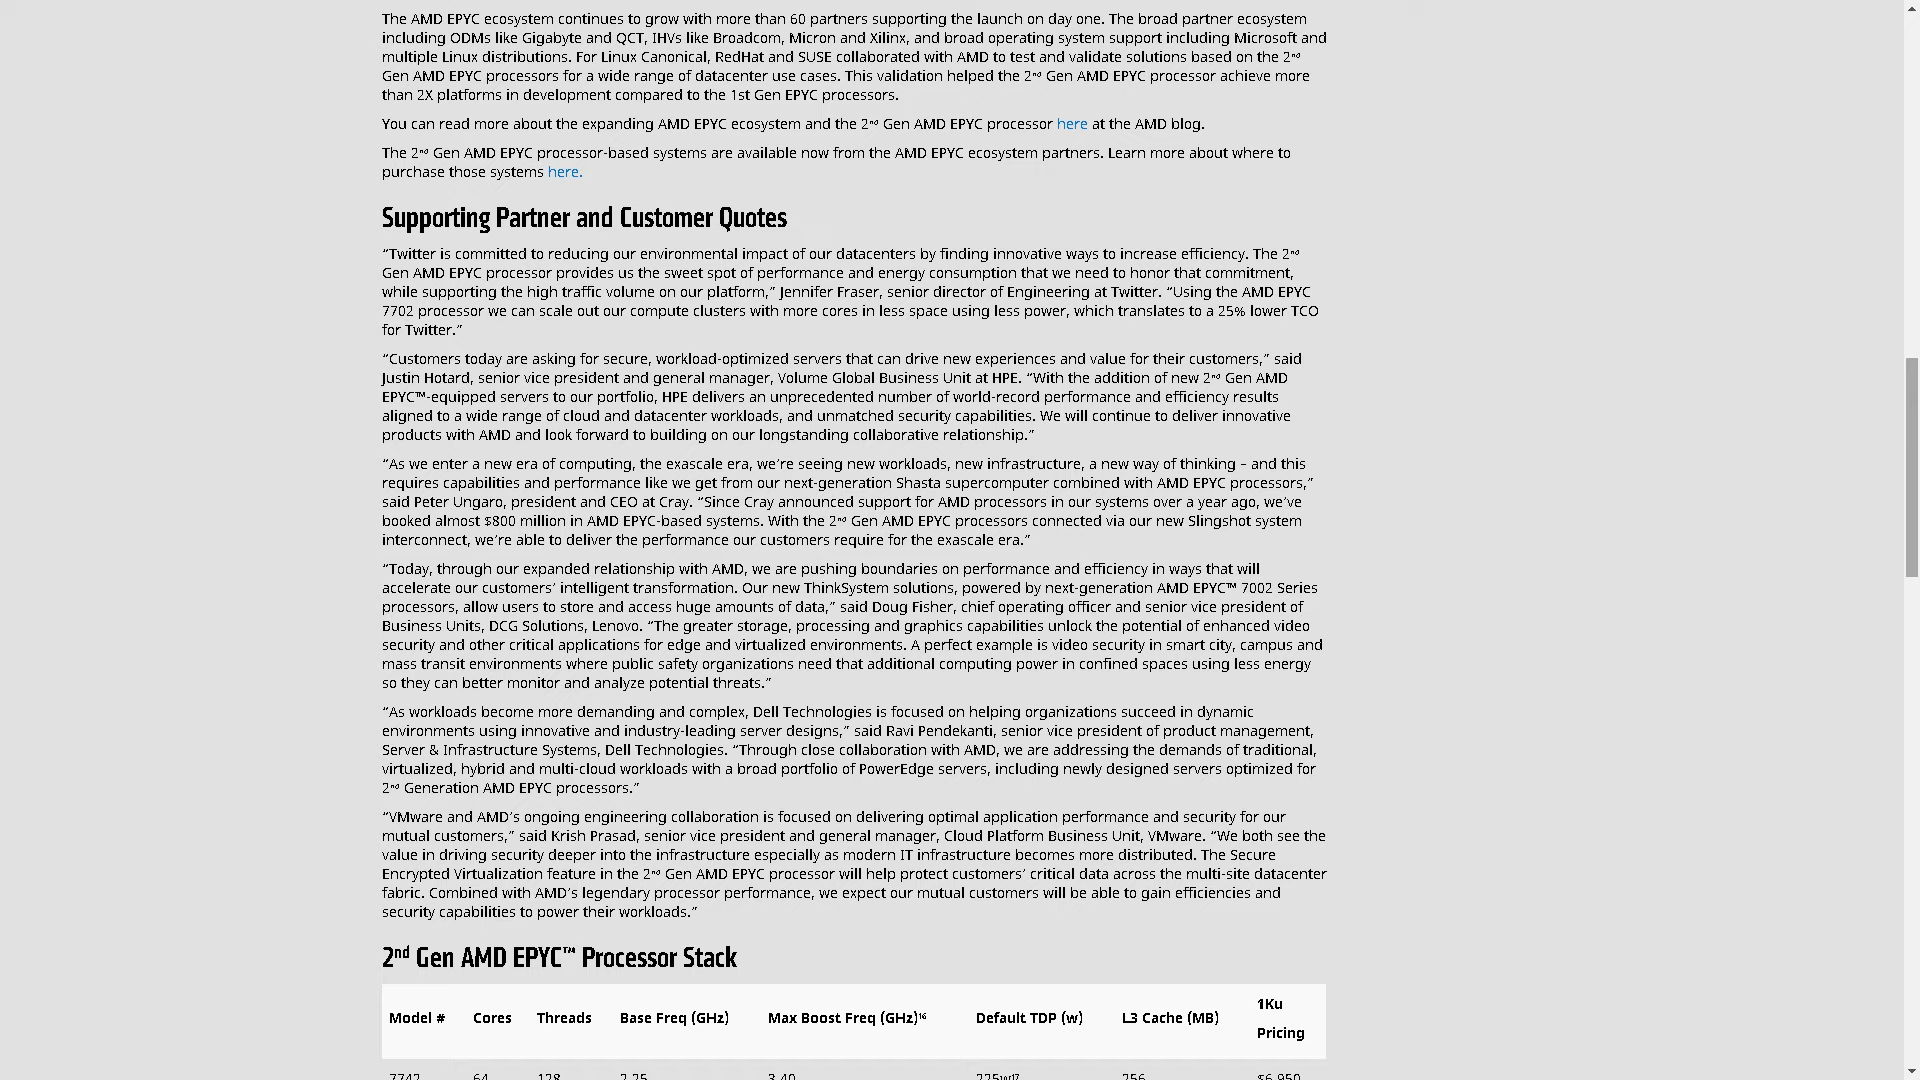 The AMD EPYC ecosystem continues to grow with more than 60 partners supporting the launch on day one. The broad partner ecosystem
including ODMs like Gigabyte and QCT, IHVs like Broadcom, Micron and Xilinx, and broad operating system support including Microsoft and
multiple Linux distributions. For Linux Canonical, RedHat and SUSE collaborated with AMD to test and validate solutions based on the 2nd
Gen AMD EPYC processors for a wide range of datacenter use cases. This validation helped the 2nd Gen AMD EPYC processor achieve more
than 2X platforms in development compared to the 1st Gen EPYC processors.
You can read more about the expanding AMD EPYC ecosystem and the 2nd Gen AMD EPYC processor here at the AMD blog.
The 2nd Gen AMD EPYC processor-based systems are available now from the AMD EPYC ecosystem partners. Learn more about where to
purchase those systems here.
Supporting Partner and Customer Quotes
“Twitter is committed to reducing our environmental impact of our datacenters by finding innovative ways to increase efficiency. The 2nd
Gen AMD EPYC processor provides us the sweet spot of performance and energy consumption that we need to honor that commitment,
while supporting the high traffic volume on our platform,” Jennifer Fraser, senior director of Engineering at Twitter. “Using the AMD EPYC
7702 processor we can scale out our compute clusters with more cores in less space using less power, which translates to a 25% lower TCO
for Twitter.”
“Customers today are asking for secure, workload-optimized servers that can drive new experiences and value for their customers,” said
Justin Hotard, senior vice president and general manager, Volume Global Business Unit at HPE. “With the addition of new 2nd Gen AMD
EPYC™-equipped servers to our portfolio, HPE delivers an unprecedented number of world-record performance and efficiency results
aligned to a wide range of cloud and datacenter workloads, and unmatched security capabilities. We will continue to deliver innovative
products with AMD and look forward to building on our longstanding collaborative relationship.”
“As we enter a new era of computing, the exascale era, we’re seeing new workloads, new infrastructure, a new way of thinking – and this
requires capabilities and performance like we get from our next-generation Shasta supercomputer combined with AMD EPYC processors,”
said Peter Ungaro, president and CEO at Cray. “Since Cray announced support for AMD processors in our systems over a year ago, we’ve
booked almost $800 million in AMD EPYC-based systems. With the 2nd Gen AMD EPYC processors connected via our new Slingshot system
interconnect, we’re able to deliver the performance our customers require for the exascale era.”
“Today, through our expanded relationship with AMD, we are pushing boundaries on performance and efficiency in ways that will
accelerate our customers’ intelligent transformation. Our new ThinkSystem solutions, powered by next-generation AMD EPYC™ 7002 Series
processors, allow users to store and access huge amounts of data,” said Doug Fisher, chief operating officer and senior vice president of
Business Units, DCG Solutions, Lenovo. “The greater storage, processing and graphics capabilities unlock the potential of enhanced video
security and other critical applications for edge and virtualized environments. A perfect example is video security in smart city, campus and
mass transit environments where public safety organizations need that additional computing power in confined spaces using less energy
so they can better monitor and analyze potential threats.”
“As workloads become more demanding and complex, Dell Technologies is focused on helping organizations succeed in dynamic
environments using innovative and industry-leading server designs,” said Ravi Pendekanti, senior vice president of product management,
Server & Infrastructure Systems, Dell Technologies. “Through close collaboration with AMD, we are addressing the demands of traditional,
virtualized, hybrid and multi-cloud workloads with a broad portfolio of PowerEdge servers, including newly designed servers optimized for
2nd Generation AMD EPYC processors.”
“VMware and AMD’s ongoing engineering collaboration is focused on delivering optimal application performance and security for our
mutual customers,” said Krish Prasad, senior vice president and general manager, Cloud Platform Business Unit, VMware. “We both see the
value in driving security deeper into the infrastructure especially as modern IT infrastructure becomes more distributed. The Secure
Encrypted Virtualization feature in the 2nd Gen AMD EPYC processor will help protect customers’ critical data across the multi-site datacenter
fabric. Combined with AMD’s legendary processor performance, we expect our mutual customers will be able to gain efficiencies and
security capabilities to power their workloads.”
2nd Gen AMD EPYC™ Processor Stack
Model # Cores Threads Base Freq (GHz) Max Boost Freq (GHz)16 Default TDP (w) L3 Cache (MB) 1Ku Pricing
7742 64 128 2.25 3.40 225w17 256 $6,950